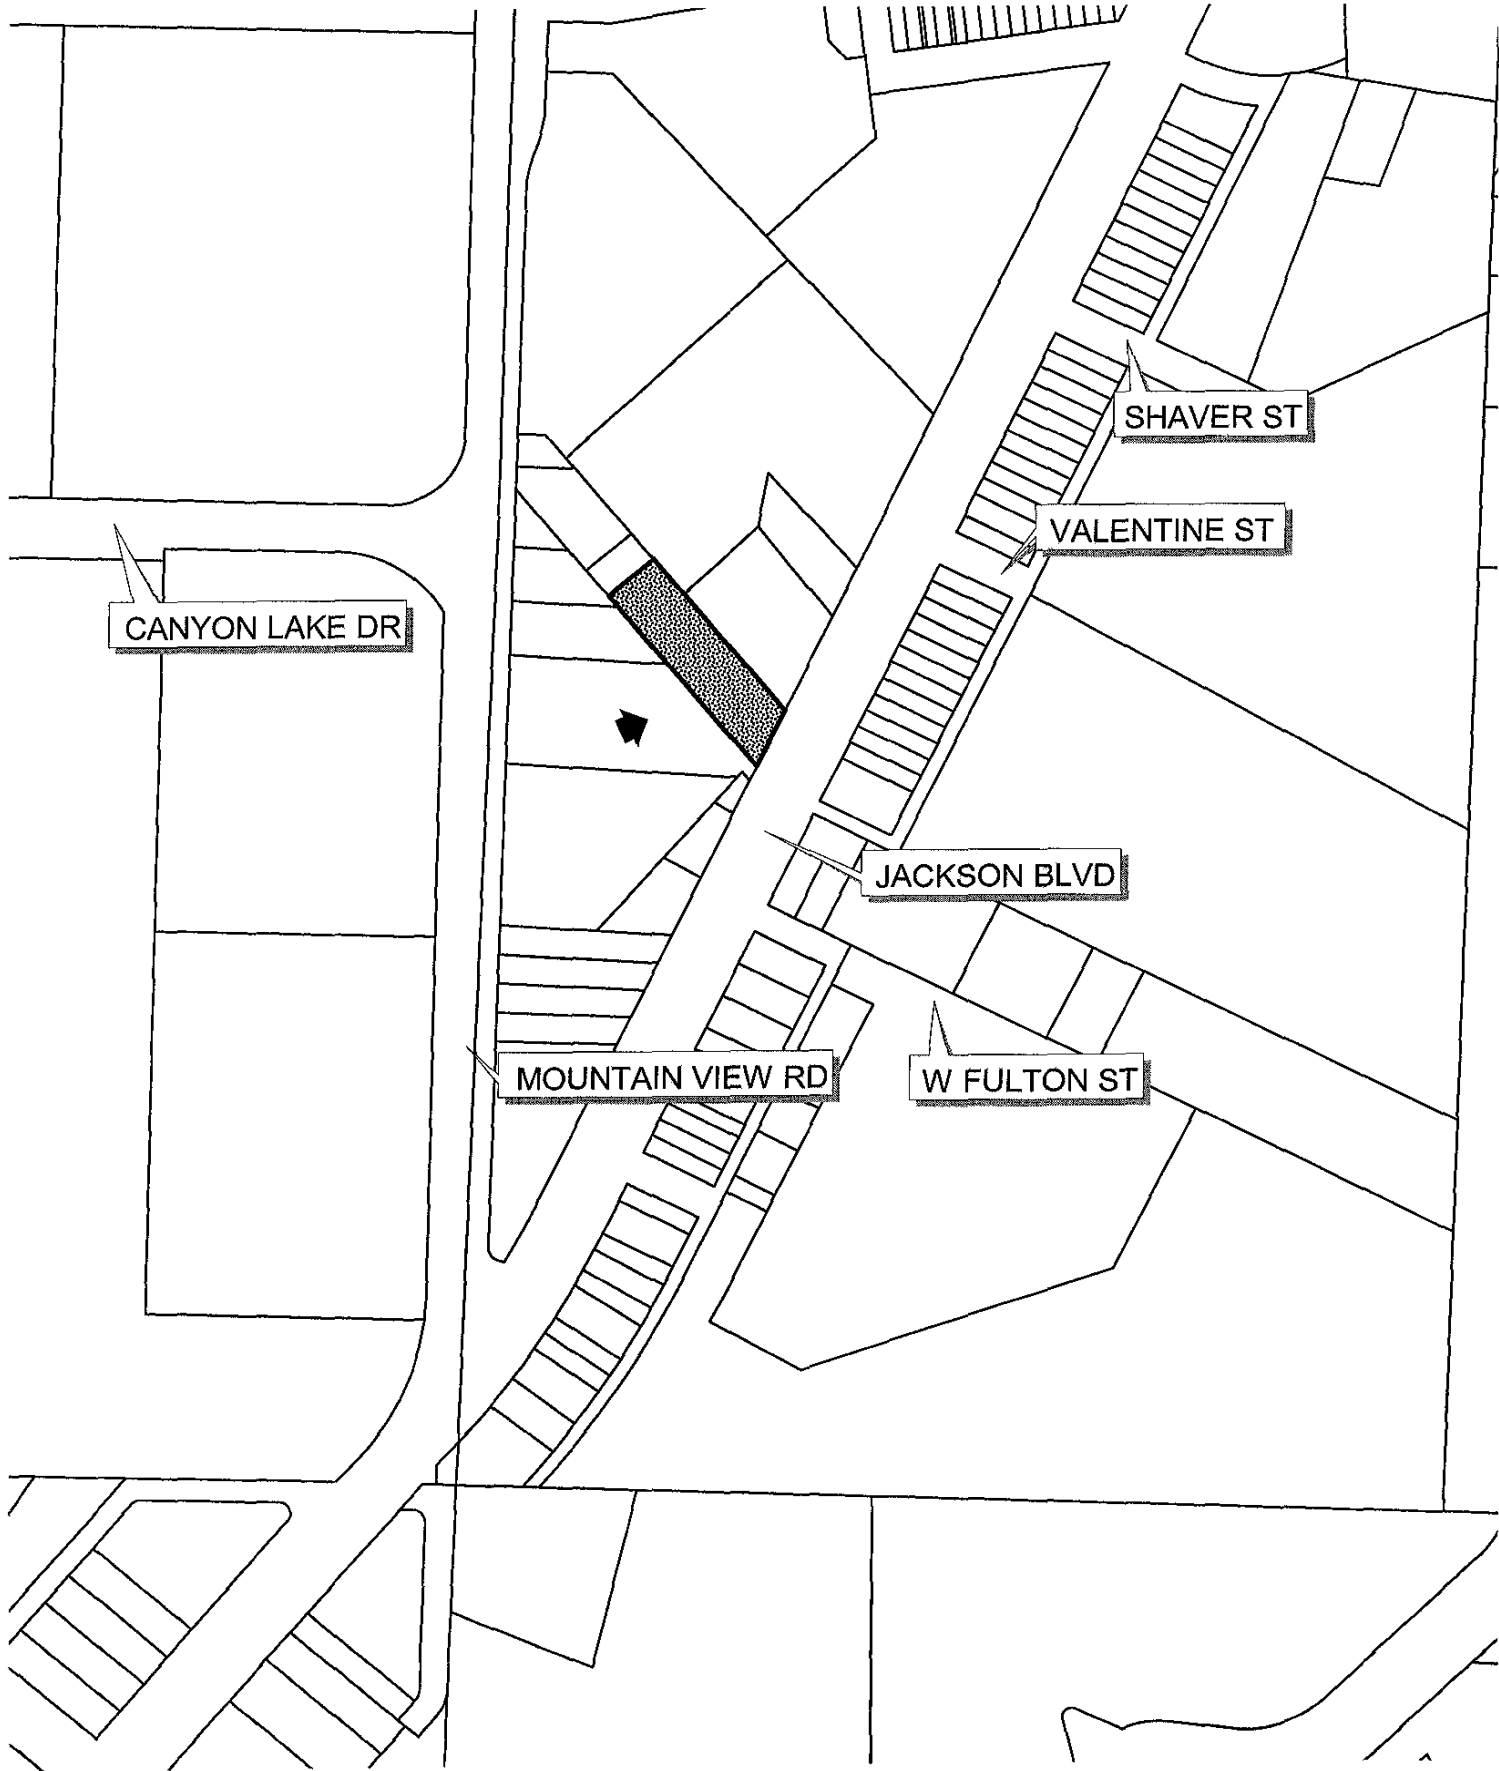 SHAVER ST
VALENTINE ST
CANYON LAKE DR
JACKSON BLVD
MOUNTAIN VIEW RD
W FULTON ST